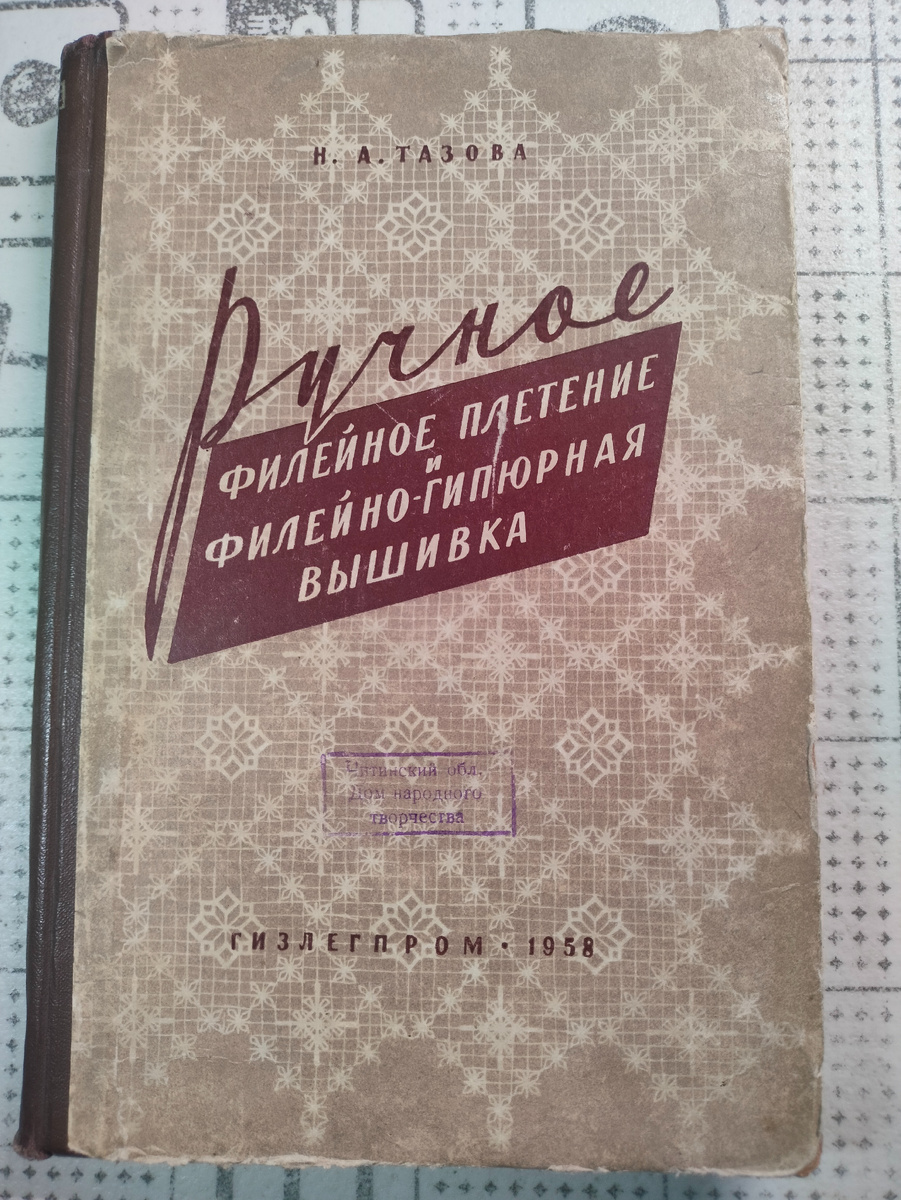 Н. А. ТАЗОВА
Ручное
ФИЛЕЙНОЕ ПЛЕТЕНИЕ
И
ФИЛЕЙНО-ГИПЮРНАЯ
ВЫШИВКА
Читинский обл.
Дом народного
творчества
ГИЗЛЕГПРОМ • 1958